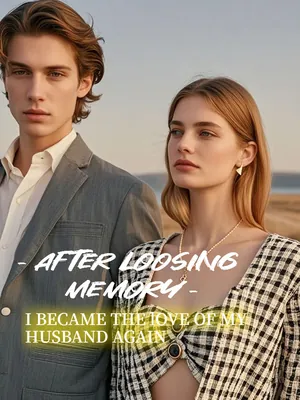 - AFTER LOOSING
MEMORY -
I BECAME THE LOVE OF MY
HUSBAND AGAIN